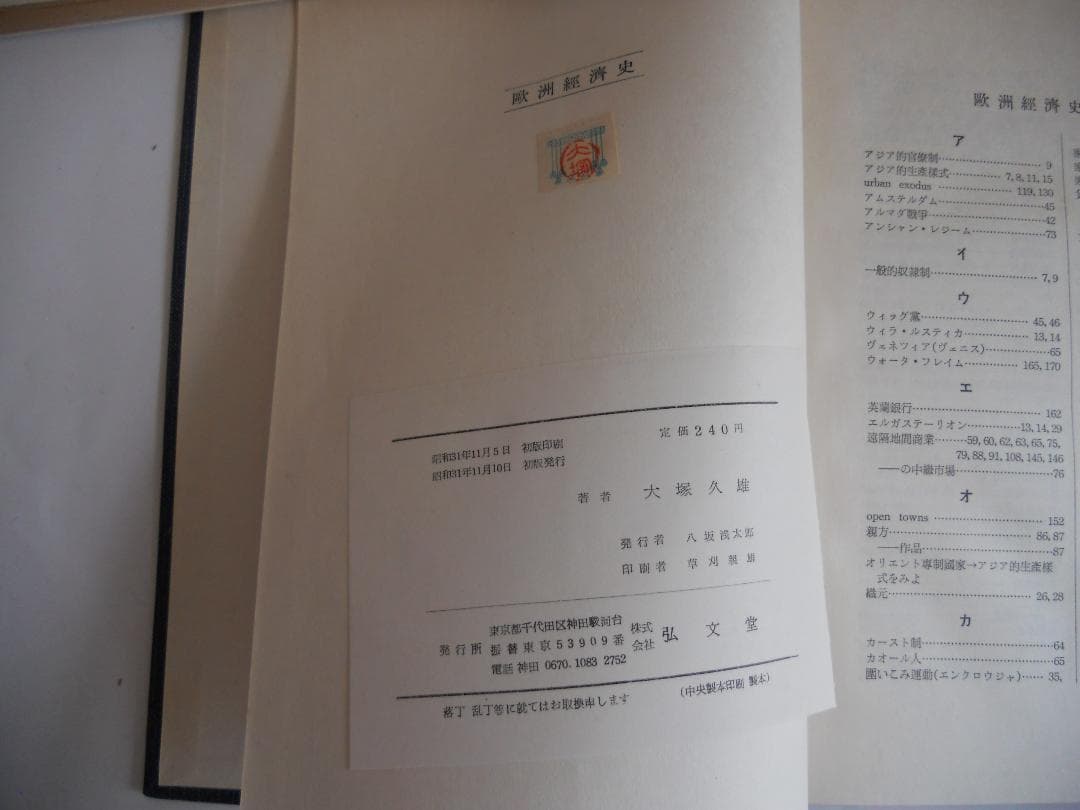 歐洲經濟史
大塚
定価240円
昭和31年11月5日 初版印刷
昭和31年11月10日 初版発行
著者 大塚久雄
発行者 八坂浅太郎
印刷者 草刈親雄
東京都千代田区神田駿河台
発行所 振替東京53909番 株式会社 弘文堂
電話神田 0670.1083 2752
(中央製本印刷 製本)
落丁 乱丁等に就てはお取換申します
歐洲經濟史
ア
アジア的官僚制……………9
アジア的生產樣式…………7,8,11,15
urban exodus ……………119,130
アムステルダム……………45
アルマダ戰爭………………42
アンシャン・レジーム……………73
イ
一般的奴隷制………………7,9
ウ
ウィッグ黨…………………45,46
ウィラ・ルスティカ……………13,14
ヴェネツィア(ヴェニス)……………65
ウォータ・フレイム……………165,170
エ
英蘭銀行……………………162
エルガステーリオン…………13,14,29
遠隔地間商業………59,60,62,63,65,75,
79,88,91,108,145,146
――の中継市場……………76
オ
open towns ………………152
親方…………………………86,87
――作品……………………87
オリエント専制國家→アジア的生產樣
式をみよ
織元…………………………26,28
カ
カースト制…………………64
カオール人…………………65
圍いこみ運動(エンクロウジャ)……35,